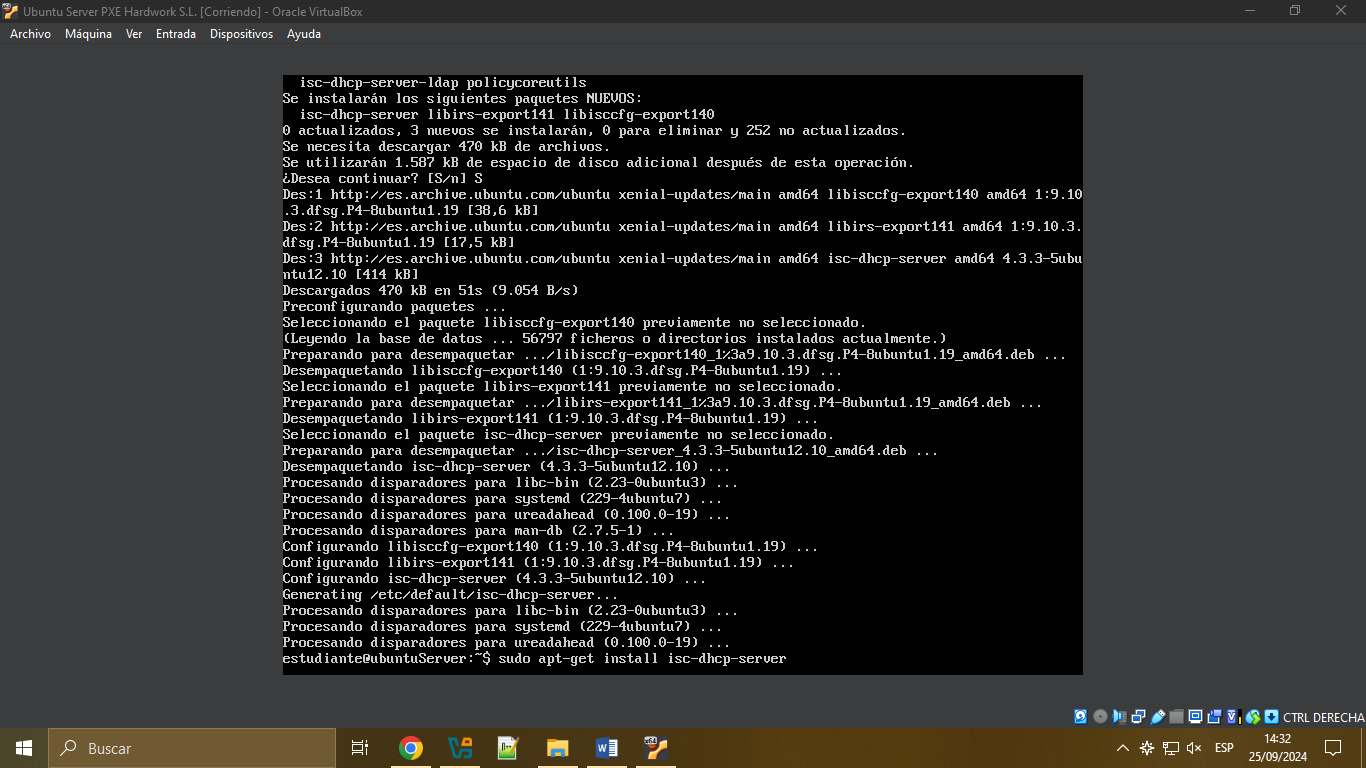 Ubuntu Server PXE Hardwork S.L. [Corriendo] - Oracle VirtualBox
Archivo Máquina Ver Entrada Dispositivos Ayuda
isc-dhcp-server-ldap policycoreutils
Se instalarán los siguientes paquetes NUEVOS:
isc-dhcp-server libirs-export141 libisccfg-export140
0 actualizados, 3 nuevos se instalarán, 0 para eliminar y 252 no actualizados.
Se necesita descargar 470 kB de archivos.
Se utilizarán 1.587 kB de espacio de disco adicional después de esta operación.
¿Desea continuar? [S/n] S
Des:1 http://es.archive.ubuntu.com/ubuntu xenial-updates/main amd64 libisccfg-export140 amd64 1:9.10
.3.dfsg.P4-8ubuntu1.19 [38,6 kB]
Des:2 http://es.archive.ubuntu.com/ubuntu xenial-updates/main amd64 libirs-export141 amd64 1:9.10.3.
dfsg.P4-8ubuntu1.19 [17,5 kB]
Des:3 http://es.archive.ubuntu.com/ubuntu xenial-updates/main amd64 isc-dhcp-server amd64 4.3.3-5ubu
ntu12.10 [414 kB]
Descargados 470 kB en 51s (9.054 B/s)
Preconfigurando paquetes ...
Seleccionando el paquete libisccfg-export140 previamente no seleccionado.
(Leyendo la base de datos ... 56797 ficheros o directorios instalados actualmente.)
Preparando para desempaquetar .../libisccfg-export140_1%3a9.10.3.dfsg.P4-8ubuntu1.19_amd64.deb ...
Desempaquetando libisccfg-export140 (1:9.10.3.dfsg.P4-8ubuntu1.19) ...
Seleccionando el paquete libirs-export141 previamente no seleccionado.
Preparando para desempaquetar .../libirs-export141_1%3a9.10.3.dfsg.P4-8ubuntu1.19_amd64.deb ...
Desempaquetando libirs-export141 (1:9.10.3.dfsg.P4-8ubuntu1.19) ...
Seleccionando el paquete isc-dhcp-server previamente no seleccionado.
Preparando para desempaquetar .../isc-dhcp-server_4.3.3-5ubuntu12.10_amd64.deb ...
Desempaquetando isc-dhcp-server (4.3.3-5ubuntu12.10) ...
Procesando disparadores para libc-bin (2.23-0ubuntu3) ...
Procesando disparadores para systemd (229-4ubuntu7) ...
Procesando disparadores para ureadahead (0.100.0-19) ...
Procesando disparadores para man-db (2.7.5-1) ...
Configurando libisccfg-export140 (1:9.10.3.dfsg.P4-8ubuntu1.19) ...
Configurando libirs-export141 (1:9.10.3.dfsg.P4-8ubuntu1.19) ...
Configurando isc-dhcp-server (4.3.3-5ubuntu12.10) ...
Generating /etc/default/isc-dhcp-server...
Procesando disparadores para libc-bin (2.23-0ubuntu3) ...
Procesando disparadores para systemd (229-4ubuntu7) ...
Procesando disparadores para ureadahead (0.100.0-19) ...
estudiante@ubuntuServer:~$ sudo apt-get install isc-dhcp-server
CTRL DERECHA
Buscar
ESP
14:32
25/09/2024